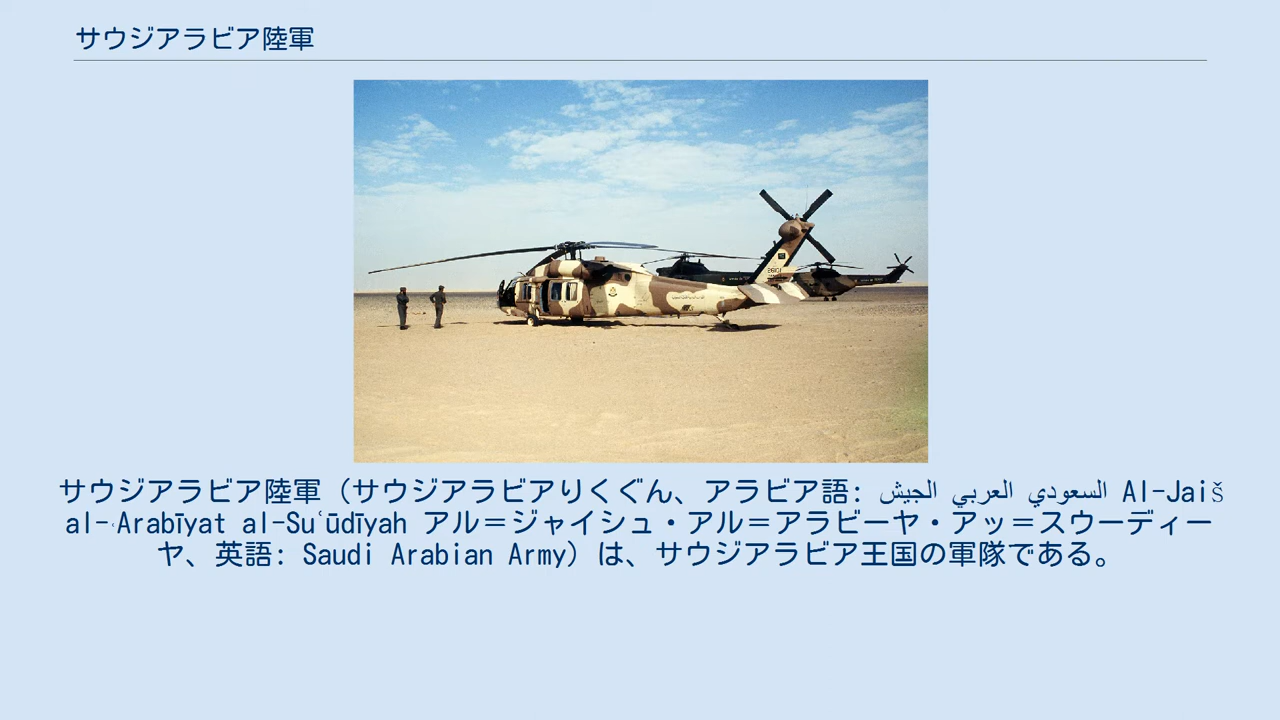 サウジアラビア陸軍
26101
サウジアラビア陸軍（サウジアラビアりくぐん、アラビア語: السعودي العربي الجيش Al-Jaiš
al-ʿArabīyat al-Suʿūdīyah アル＝ジャイシュ・アル＝アラビーヤ・アッ＝スウーディー
ヤ、英語: Saudi Arabian Army）は、サウジアラビア王国の軍隊である。